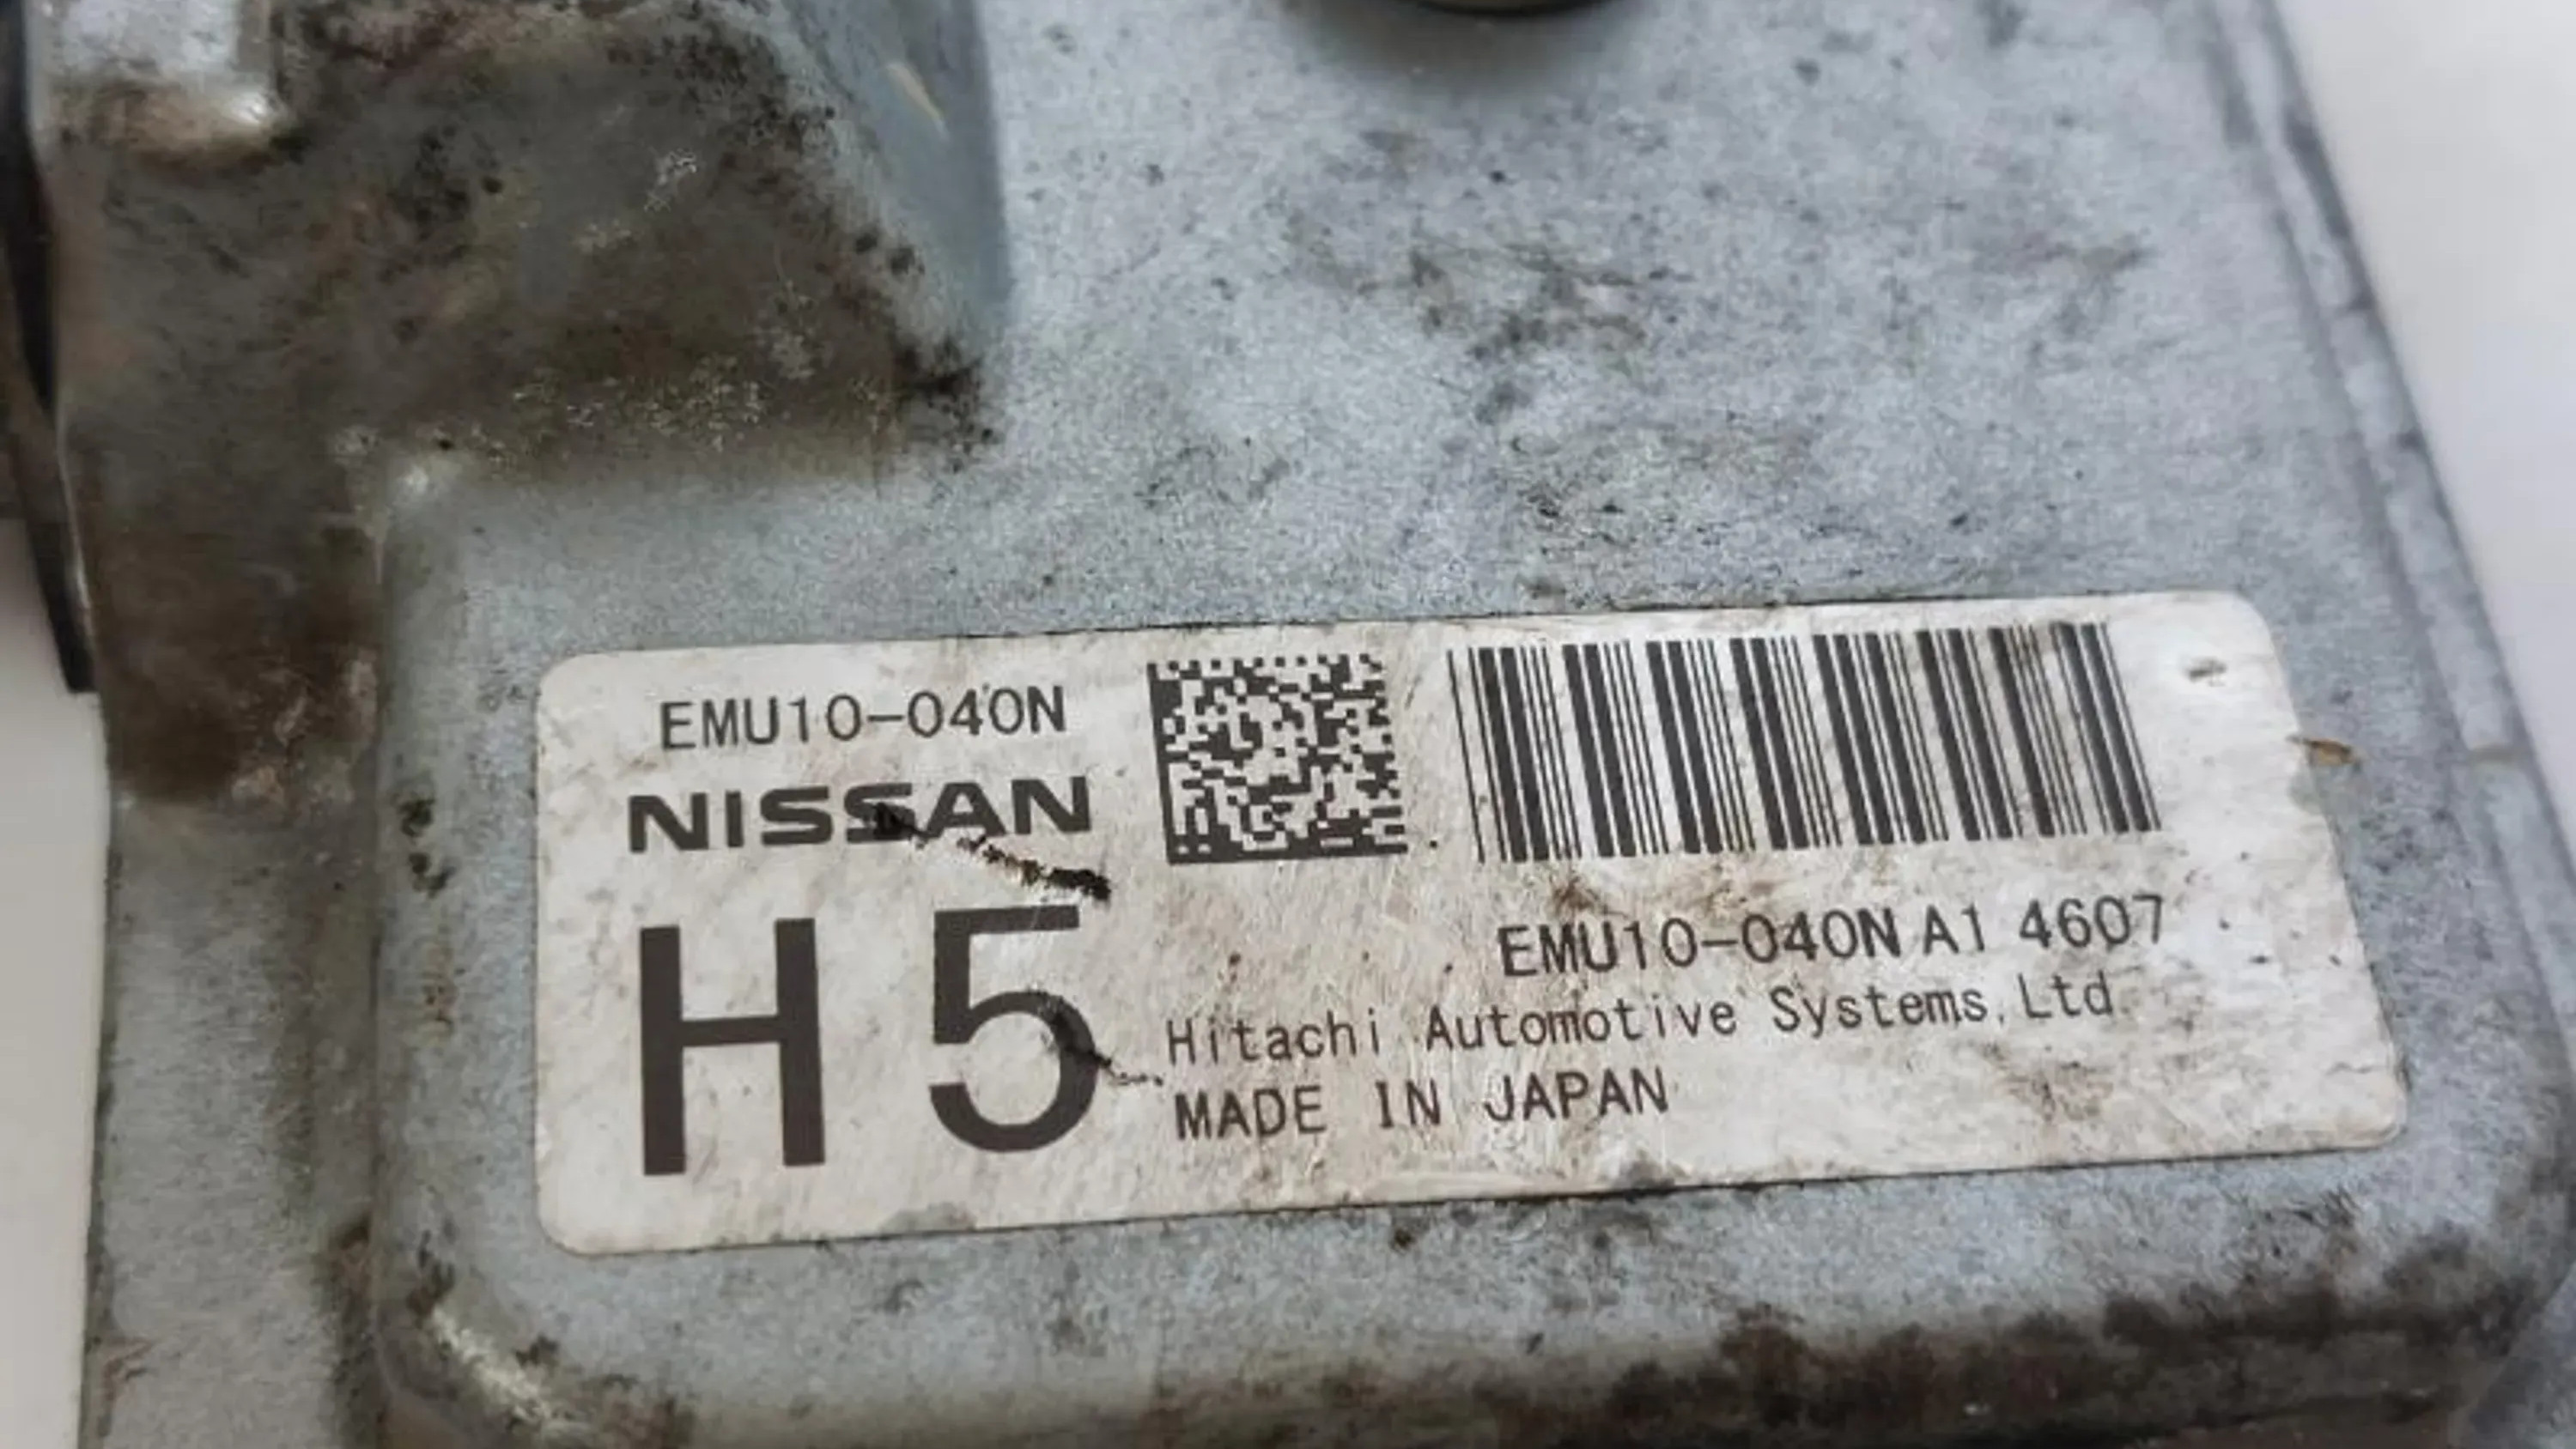 EMU10-040N
NISSAN
H5
EMU10-040N A1 4607
Hitachi Automotive Systems, Ltd.
MADE IN JAPAN